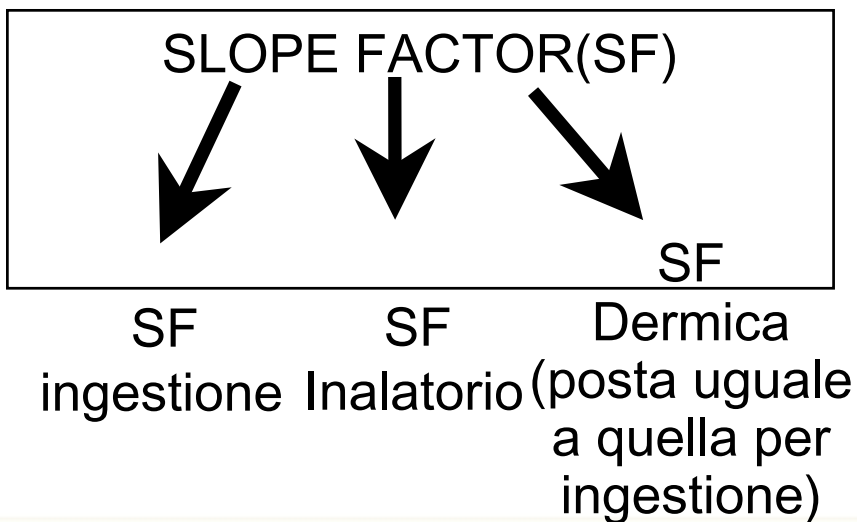 SLOPE FACTOR(SF)
SF
ingestione
SF
Inalatorio
SF
Dermica
(posta uguale
a quella per
ingestione)